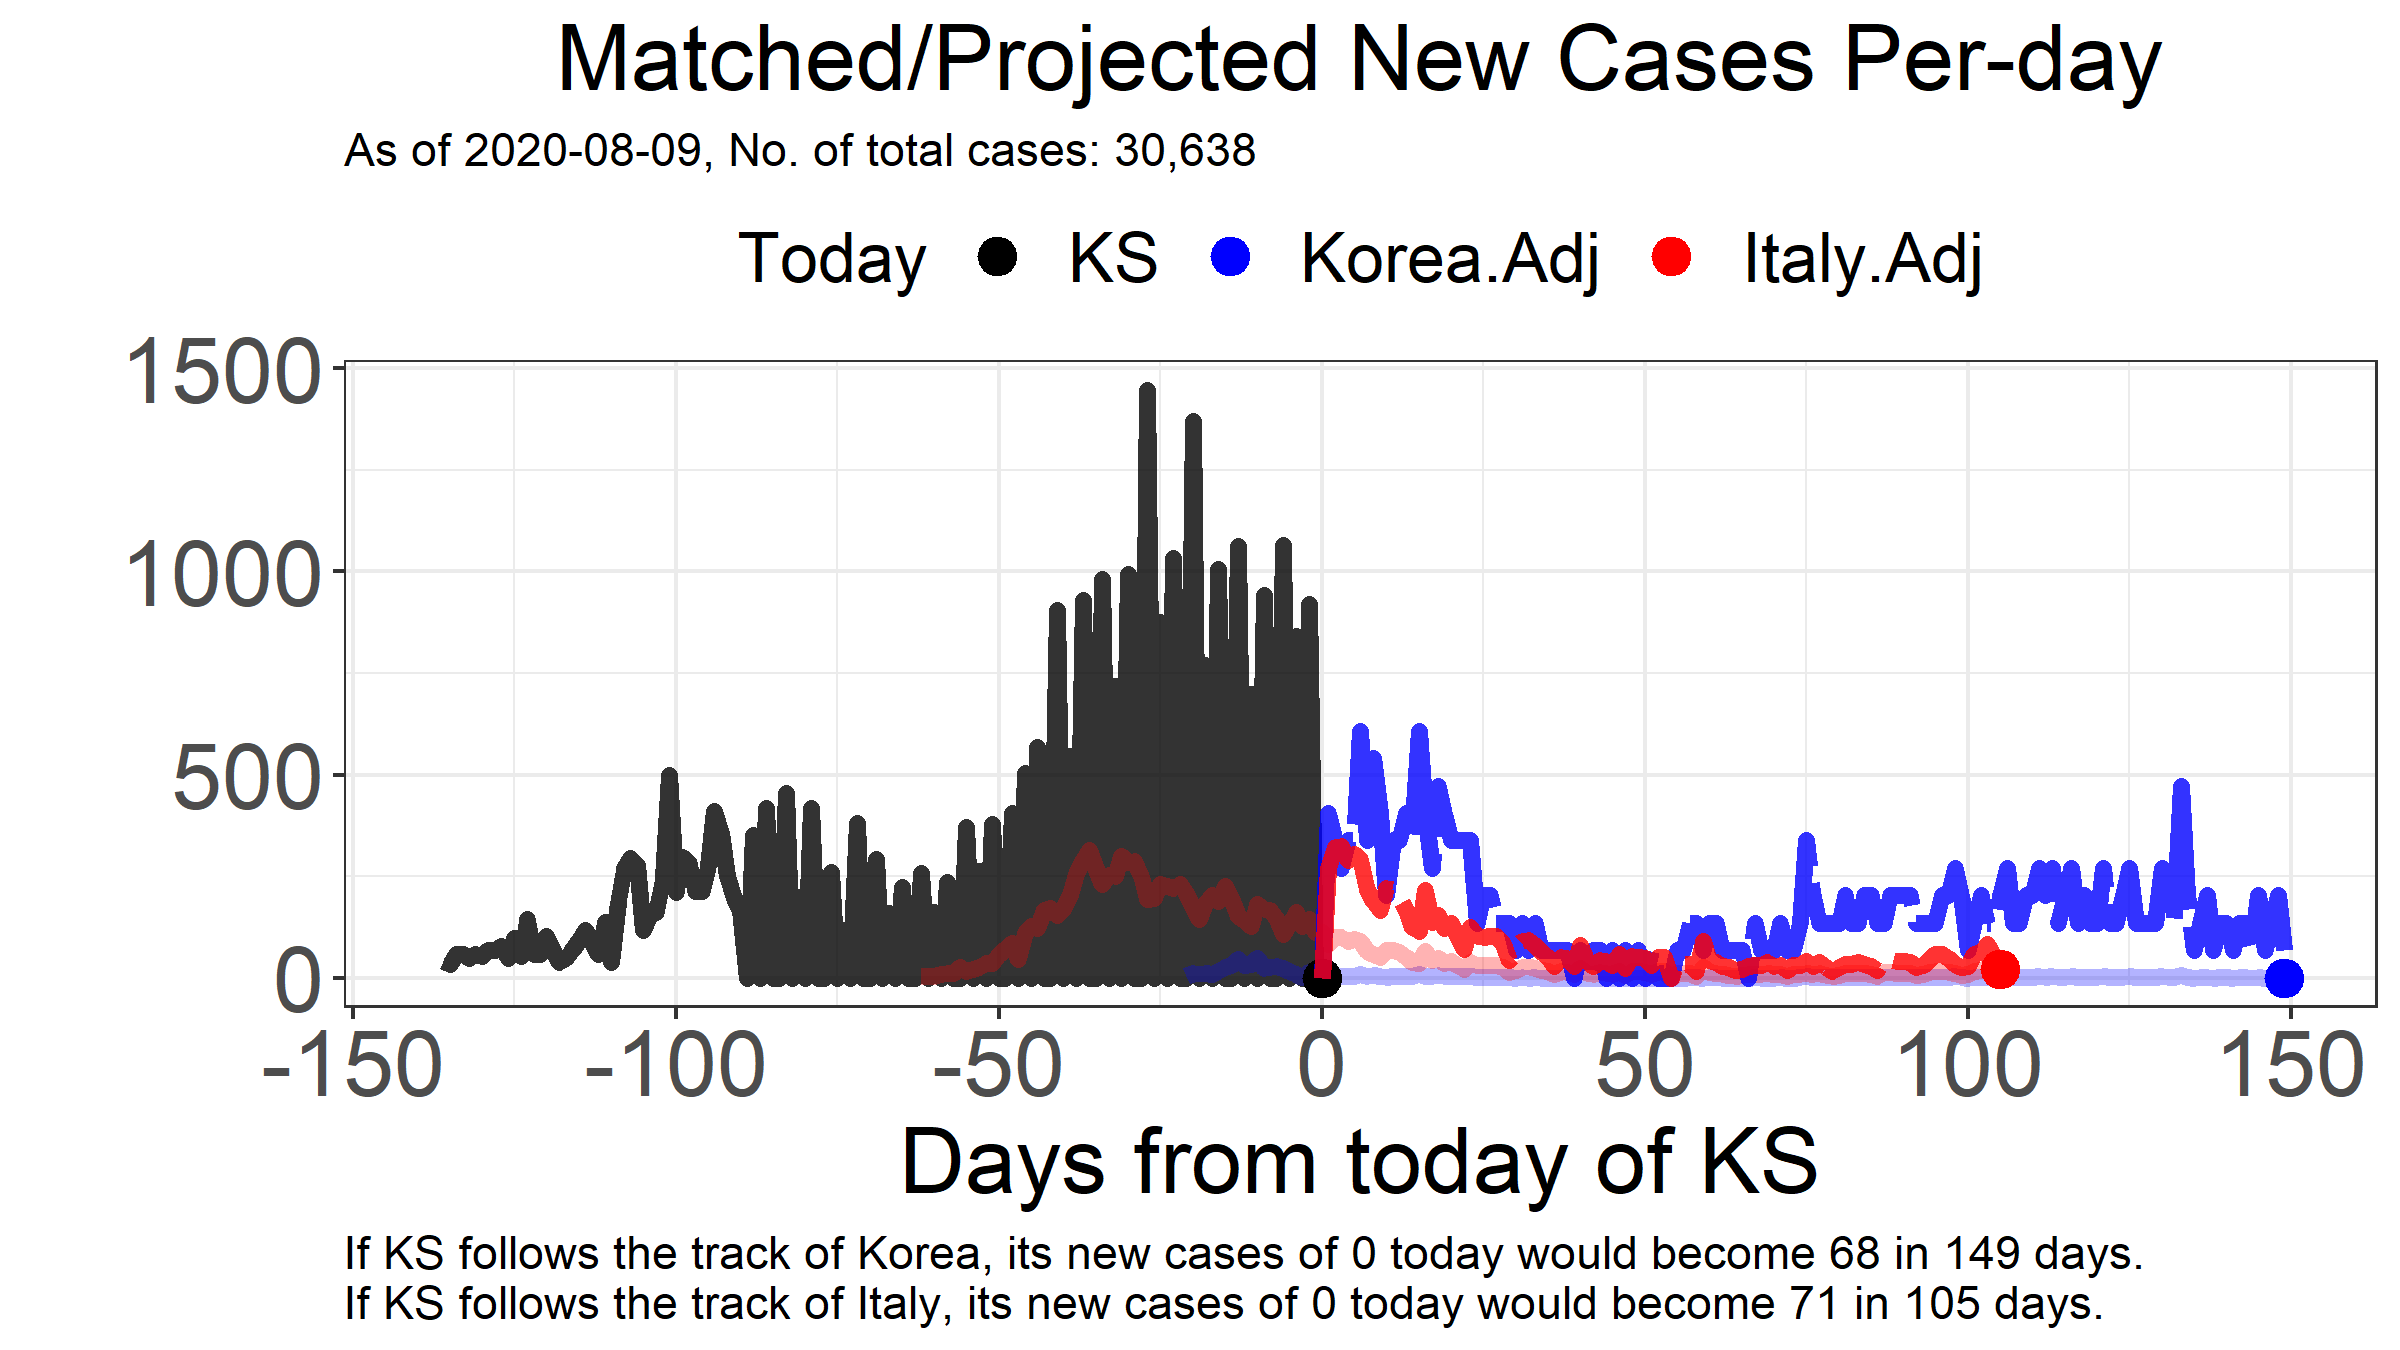 Matched/Projected New Cases Per-day
As of 2020-08-09, No. of total cases: 30,638
Today KS Korea.Adj Italy.Adj
1500
1000
500
0
-150 -100 -50 0 50 100 150
Days from today of KS
If KS follows the track of Korea, its new cases of 0 today would become 68 in 149 days.
If KS follows the track of Italy, its new cases of 0 today would become 71 in 105 days.